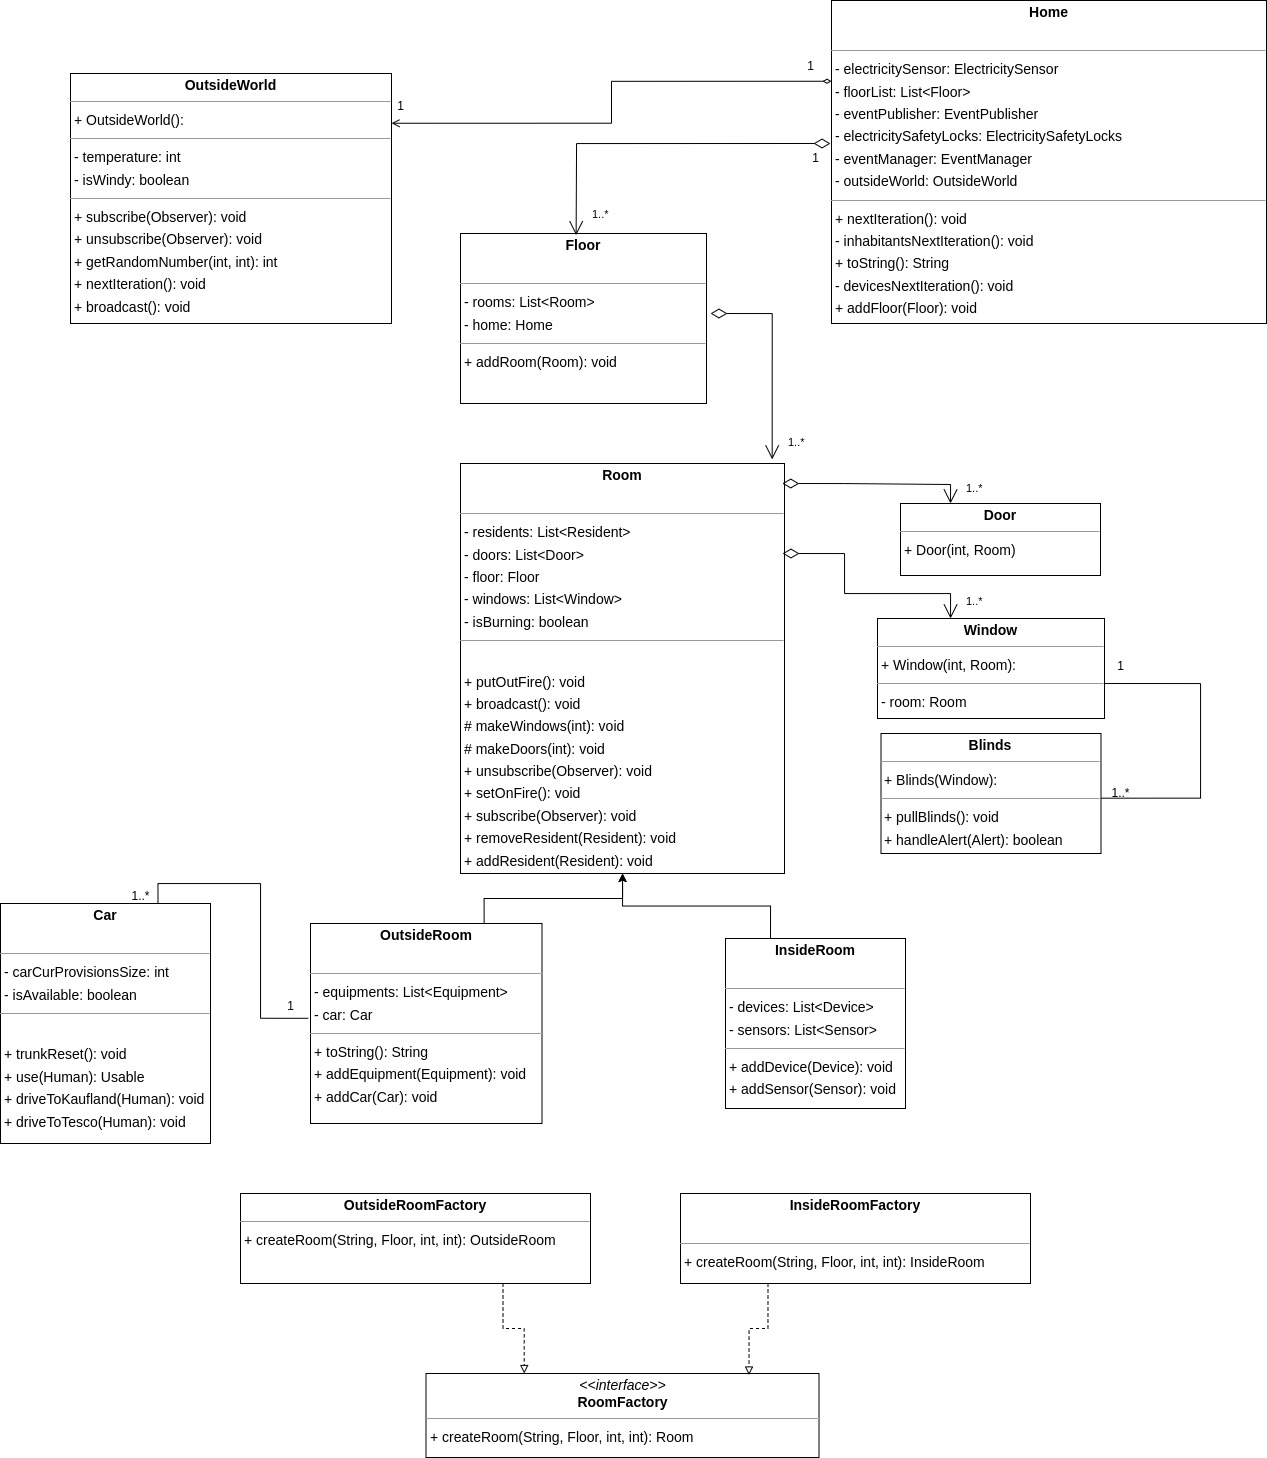 Home
- electricitySensor: ElectricitySensor
- floorList: List<Floor>
- eventPublisher: EventPublisher
- electricitySafetyLocks: ElectricitySafetyLocks
- eventManager: EventManager
- outsideWorld: OutsideWorld
+ nextIteration(): void
- inhabitantsNextIteration(): void
+ toString(): String
- devicesNextIteration(): void
+ addFloor(Floor): void
1
1
1
1..*
OutsideWorld
+ OutsideWorld():
- temperature: int
- isWindy: boolean
+ subscribe(Observer): void
+ unsubscribe(Observer): void
+ getRandomNumber(int, int): int
+ nextIteration(): void
+ broadcast(): void
Floor
- rooms: List<Room>
- home: Home
+ addRoom(Room): void
1..*
Room
- residents: List<Resident>
- doors: List<Door>
- floor: Floor
- windows: List<Window>
- isBurning: boolean
+ putOutFire(): void
+ broadcast(): void
# makeWindows(int): void
# makeDoors(int): void
+ unsubscribe(Observer): void
+ setOnFire(): void
+ subscribe(Observer): void
+ removeResident(Resident): void
+ addResident(Resident): void
1..*
Door
+ Door(int, Room)
1..*
Window
+ Window(int, Room):
- room: Room
1
Blinds
+ Blinds(Window):
+ pullBlinds(): void
+ handleAlert(Alert): boolean
1..*
1..*
Car
- carCurProvisionsSize: int
- isAvailable: boolean
+ trunkReset(): void
+ use(Human): Usable
+ driveToKaufland(Human): void
+ driveToTesco(Human): void
1
OutsideRoom
- equipments: List<Equipment>
- car: Car
+ toString(): String
+ addEquipment(Equipment): void
+ addCar(Car): void
InsideRoom
- devices: List<Device>
- sensors: List<Sensor>
+ addDevice(Device): void
+ addSensor(Sensor): void
OutsideRoomFactory
+ createRoom(String, Floor, int, int): OutsideRoom
InsideRoomFactory
+ createRoom(String, Floor, int, int): InsideRoom
<<interface>>
RoomFactory
+ createRoom(String, Floor, int, int): Room